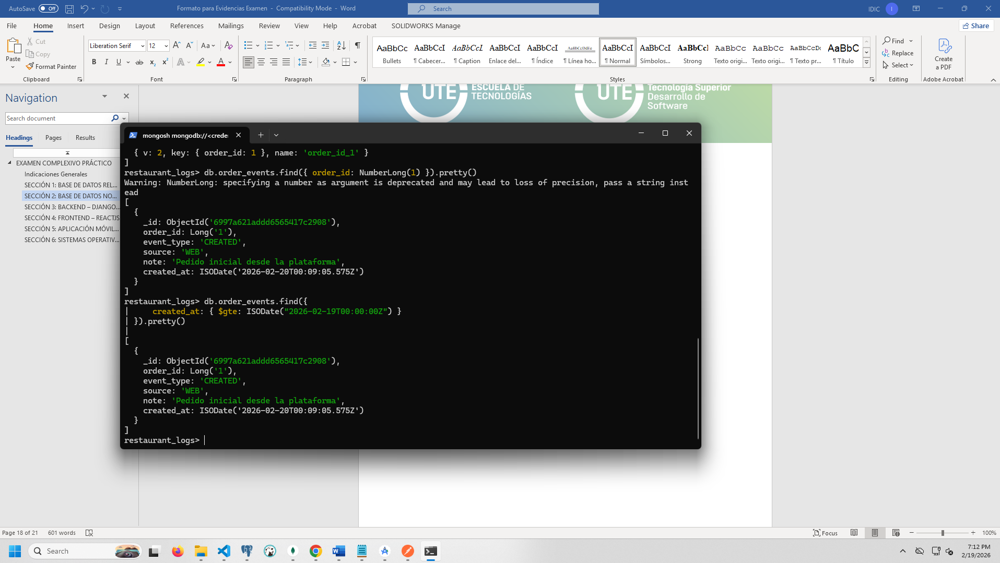 AutoSave Off
Formato para Evidencias Examen - Compatibility Mode - Word
Search
IDIC
I
File Home Insert Design Layout References Mailings Review View Help Acrobat SOLIDWORKS Manage
Share
Paste
Cut
Copy
Format Painter
Clipboard
Liberation Serif 12
Font
Paragraph
AaBbCc AaBbCcI AaBbCcI AaBbCcI AaBbCcI AaBbCcDdEe AaBbCcI AaBbCcI AaBbCcI AaBbCc AaBbCc AaBbCcDc AaBbC
Bullets ¶ Cabecer... ¶ Caption Enlace del... ¶ Índice ¶ Línea ho... ¶ Normal Símbolos... Strong Texto origi... Texto origi... ¶ Texto pr... ¶ Título
Styles
Find
Replace
Select
Editing
Create
a PDF
Adobe Acrobat
Navigation
Search document
Headings Pages Results
EXAMEN COMPLEXIVO PRÁCTICO
Indicaciones Generales
SECCIÓN 1: BASE DE DATOS REL...
SECCIÓN 2: BASE DE DATOS NO...
SECCIÓN 3: BACKEND – DJANGO...
SECCIÓN 4: FRONTEND – REACTJS
SECCIÓN 5: APLICACIÓN MÓVIL...
SECCIÓN 6: SISTEMAS OPERATIV...
UTE ESCUELA DE
TECNOLOGÍAS
UTE Tecnología Superior
Desarrollo de
Software
mongosh mongodb://<creder
{ v: 2, key: { order_id: 1 }, name: 'order_id_1' }
]
restaurant_logs> db.order_events.find({ order_id: NumberLong(1) }).pretty()
Warning: NumberLong: specifying a number as argument is deprecated and may lead to loss of precision, pass a string inst
ead
[
{
_id: ObjectId('6997a621addd6565417c2908'),
order_id: Long('1'),
event_type: 'CREATED',
source: 'WEB',
note: 'Pedido inicial desde la plataforma',
created_at: ISODate('2026-02-20T00:09:05.575Z')
}
]
restaurant_logs> db.order_events.find({
| created_at: { $gte: ISODate("2026-02-19T00:00:00Z") }
| }).pretty()
|
[
{
_id: ObjectId('6997a621addd6565417c2908'),
order_id: Long('1'),
event_type: 'CREATED',
source: 'WEB',
note: 'Pedido inicial desde la plataforma',
created_at: ISODate('2026-02-20T00:09:05.575Z')
}
]
restaurant_logs>
Page 18 of 21 601 words
Focus
100%
Search
7:12 PM
2/19/2026